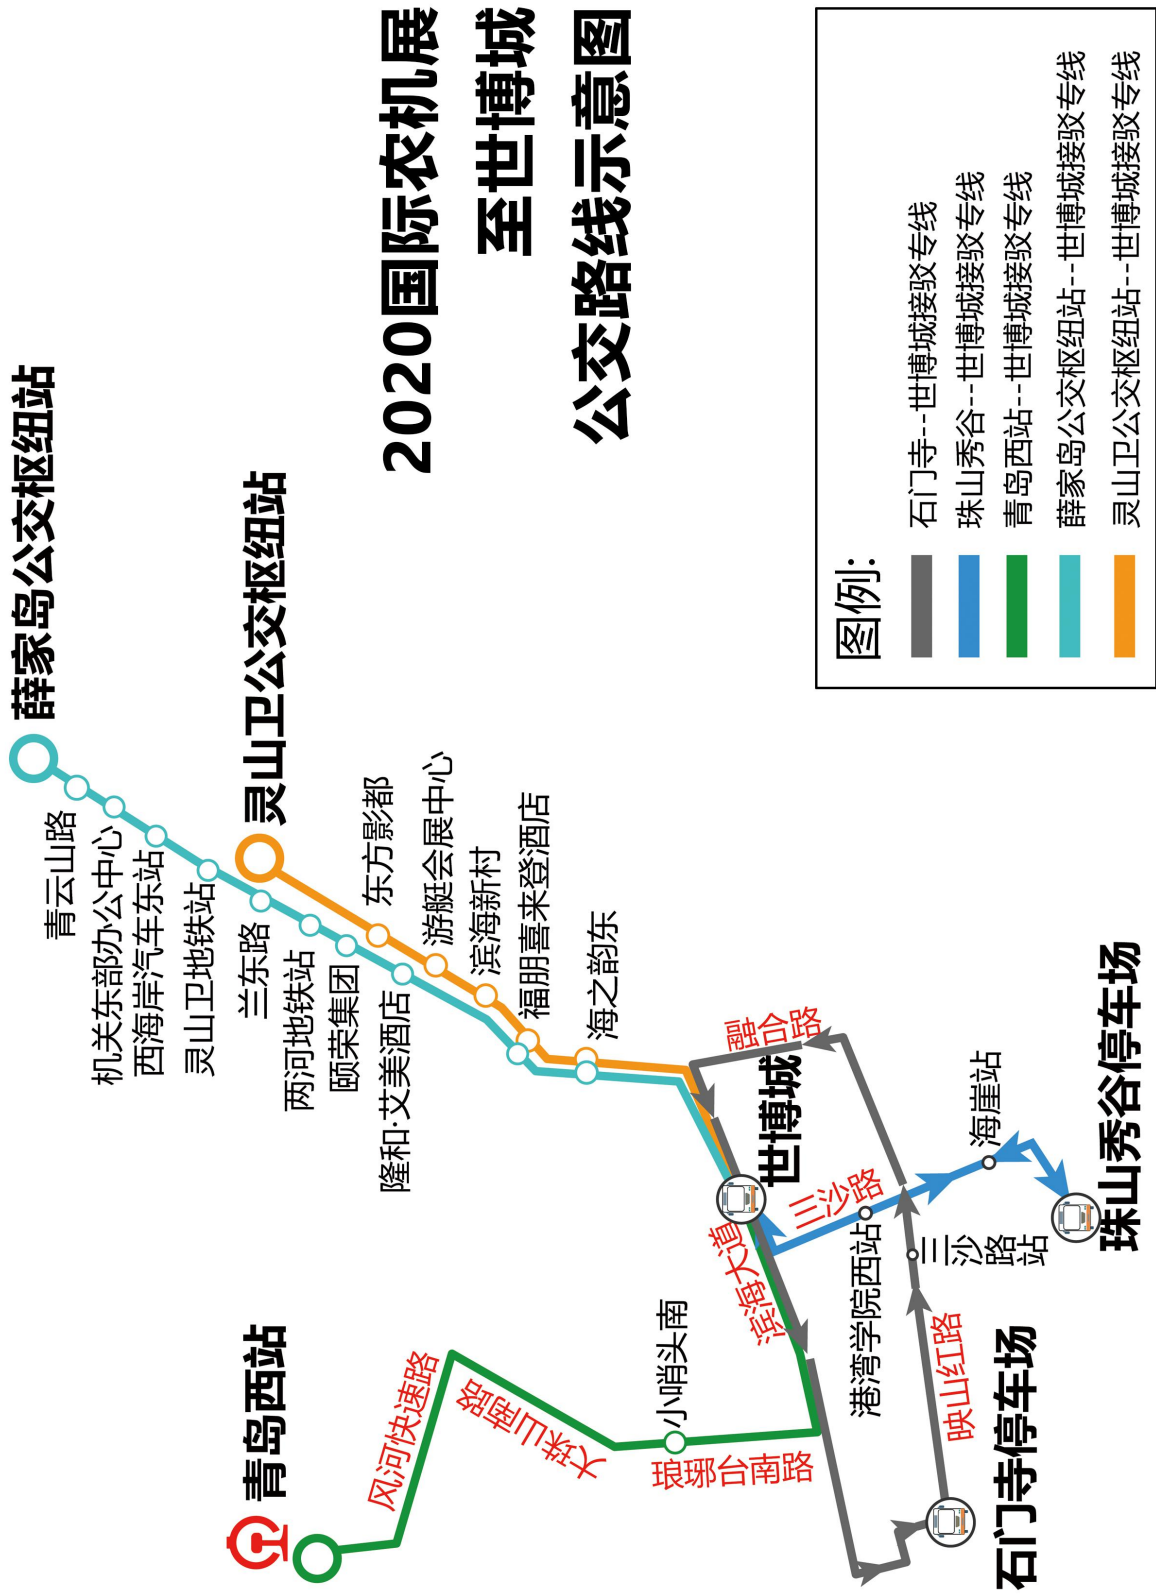 2020国际农机展
至世博城
公交路线示意图
薛家岛公交枢纽站
青云山路
机关东部办公中心
西海岸汽车东站
灵山卫地铁站
兰东路
两河地铁站
颐荣集团
隆和·艾美酒店
灵山卫公交枢纽站
东方影都
游艇会展中心
滨海新村
福朋喜来登酒店
海之韵东
青岛西站
风河快速路
大珠山南路
小哨头南
琅琊台南路
滨海大道
世博城
融合路
三沙路
港湾学院西站
海崖站
珠山秀谷停车场
三沙路站
映山红路
石门寺停车场
图例:
石门寺--世博城接驳专线
珠山秀谷--世博城接驳专线
青岛西站--世博城接驳专线
薛家岛公交枢纽站--世博城接驳专线
灵山卫公交枢纽站--世博城接驳专线